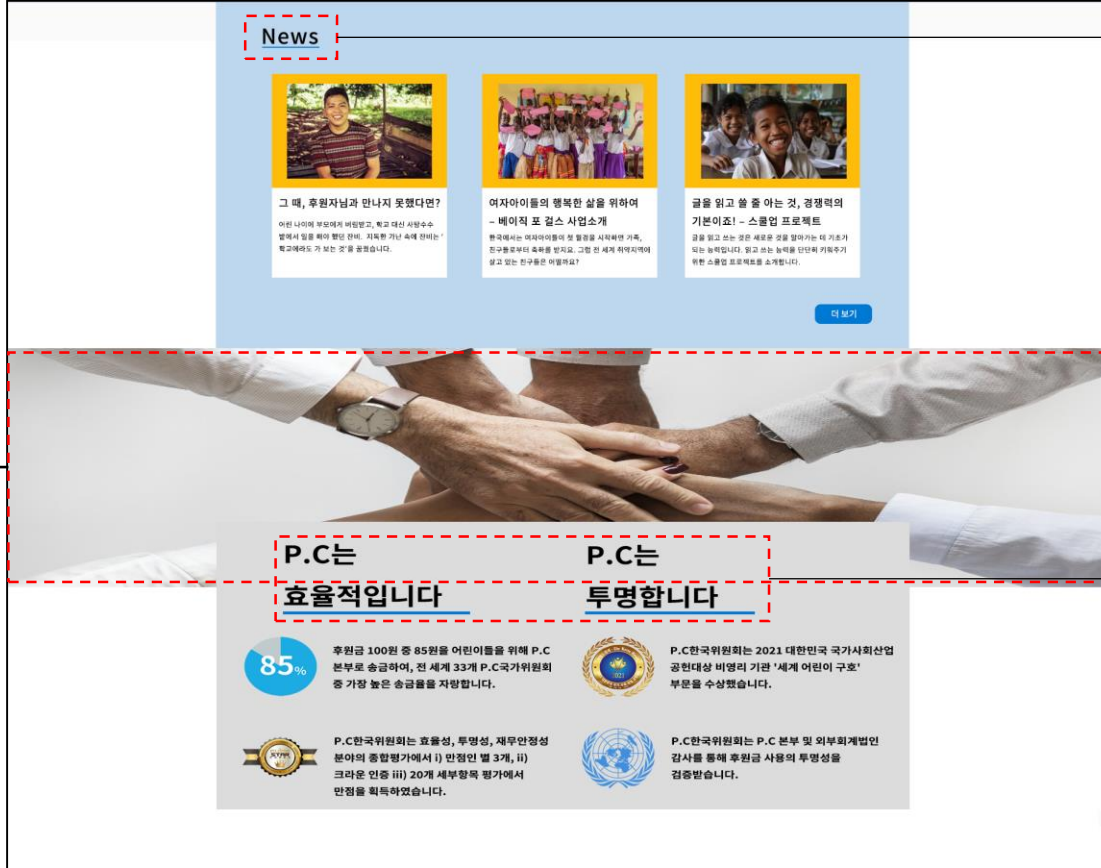 News
그 때, 후원자님과 만나지 못했다면?
어린 나이에 부모에게 버림받고, 학교 대신 사탕수수
밭에서 일을 해야 했던 잔비. 지독한 가난 속에 잔비는 '
학교에라도 가 보는 것'을 꿈꿨습니다.
여자아이들의 행복한 삶을 위하여
– 베이직 포 걸스 사업소개
한국에서는 여자아이들이 첫 월경을 시작하면 가족,
친구들로부터 축하를 받지요. 그럼 전 세계 취약지역에
살고 있는 친구들은 어떨까요?
글을 읽고 쓸 줄 아는 것, 경쟁력의
기본이죠! – 스쿨업 프로젝트
글을 읽고 쓰는 것은 새로운 것을 알아가는 데 기초가
되는 능력입니다. 읽고 쓰는 능력을 단단히 키워주기
위한 스쿨업 프로젝트를 소개합니다.
더 보기
P.C는
효율적입니다
P.C는
투명합니다
85%
후원금 100원 중 85원을 어린이들을 위해 P.C
본부로 송금하여, 전 세계 33개 P.C국가위원회
중 가장 높은 송금율을 자랑합니다.
2021
P.C한국위원회는 2021 대한민국 국가사회산업
공헌대상 비영리 기관 '세계 어린이 구호'
부문을 수상했습니다.
P.C한국위원회는 효율성, 투명성, 재무안정성
분야의 종합평가에서 i) 만점인 별 3개, ii)
크라운 인증 iii) 20개 세부항목 평가에서
만점을 획득하였습니다.
P.C한국위원회는 P.C 본부 및 외부회계법인
감사를 통해 후원금 사용의 투명성을
검증받습니다.